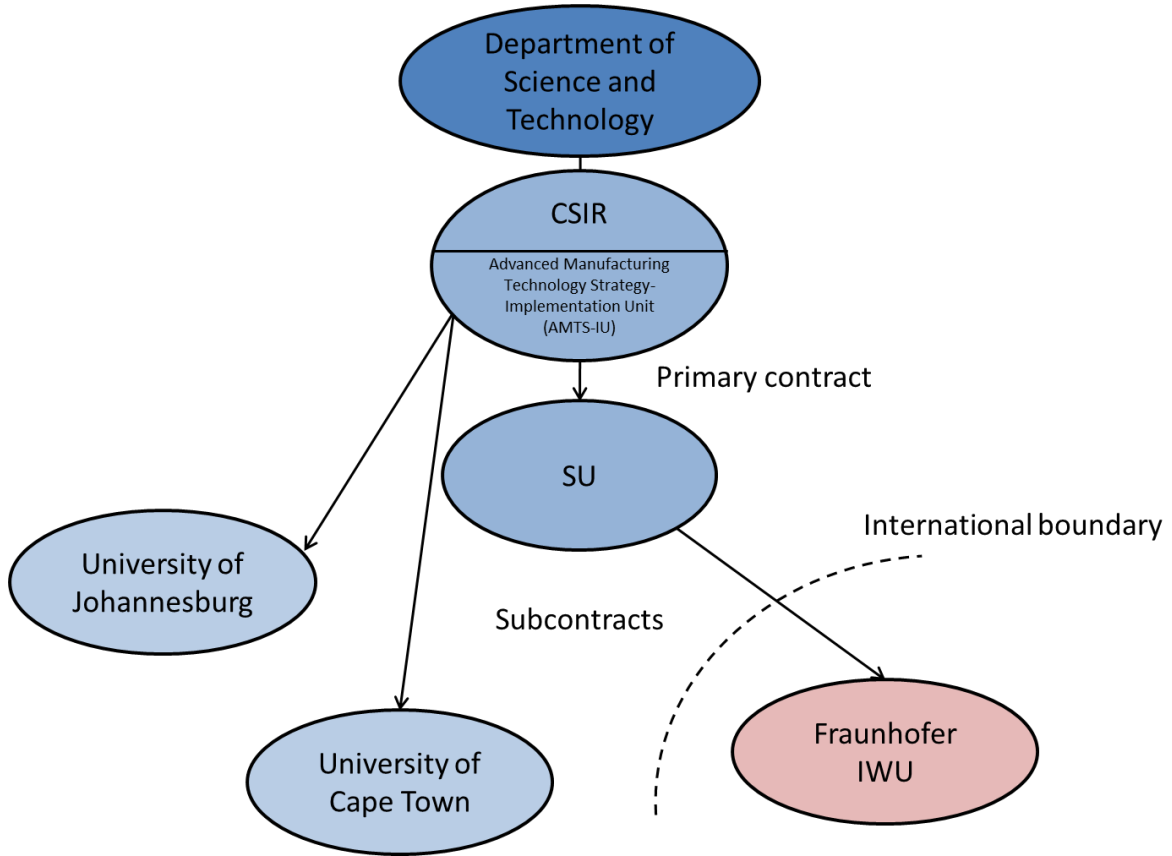 Department of
Science and
Technology
CSIR
Advanced Manufacturing
Technology Strategy-
Implementation Unit
(AMTS-IU)
Primary contract
SU
International boundary
University of
Johannesburg
Subcontracts
University of
Cape Town
Fraunhofer
IWU